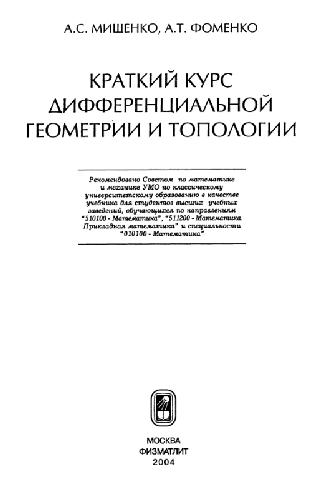 А.С. МИЩЕНКО, А.Т. ФОМЕНКО
КРАТКИЙ КУРС
ДИФФЕРЕНЦИАЛЬНОЙ
ГЕОМЕТРИИ И ТОПОЛОГИИ
Рекомендовано Советом по математике
и механике УМО по классическому
университетскому образованию в качестве
учебника для студентов высших учебных
заведений, обучающихся по направлениям
"510100 - Математика", "511200 - Математика
Прикладная математика" и специальности
"010100 - Математика"
МОСКВА
ФИЗМАТЛИТ
2004